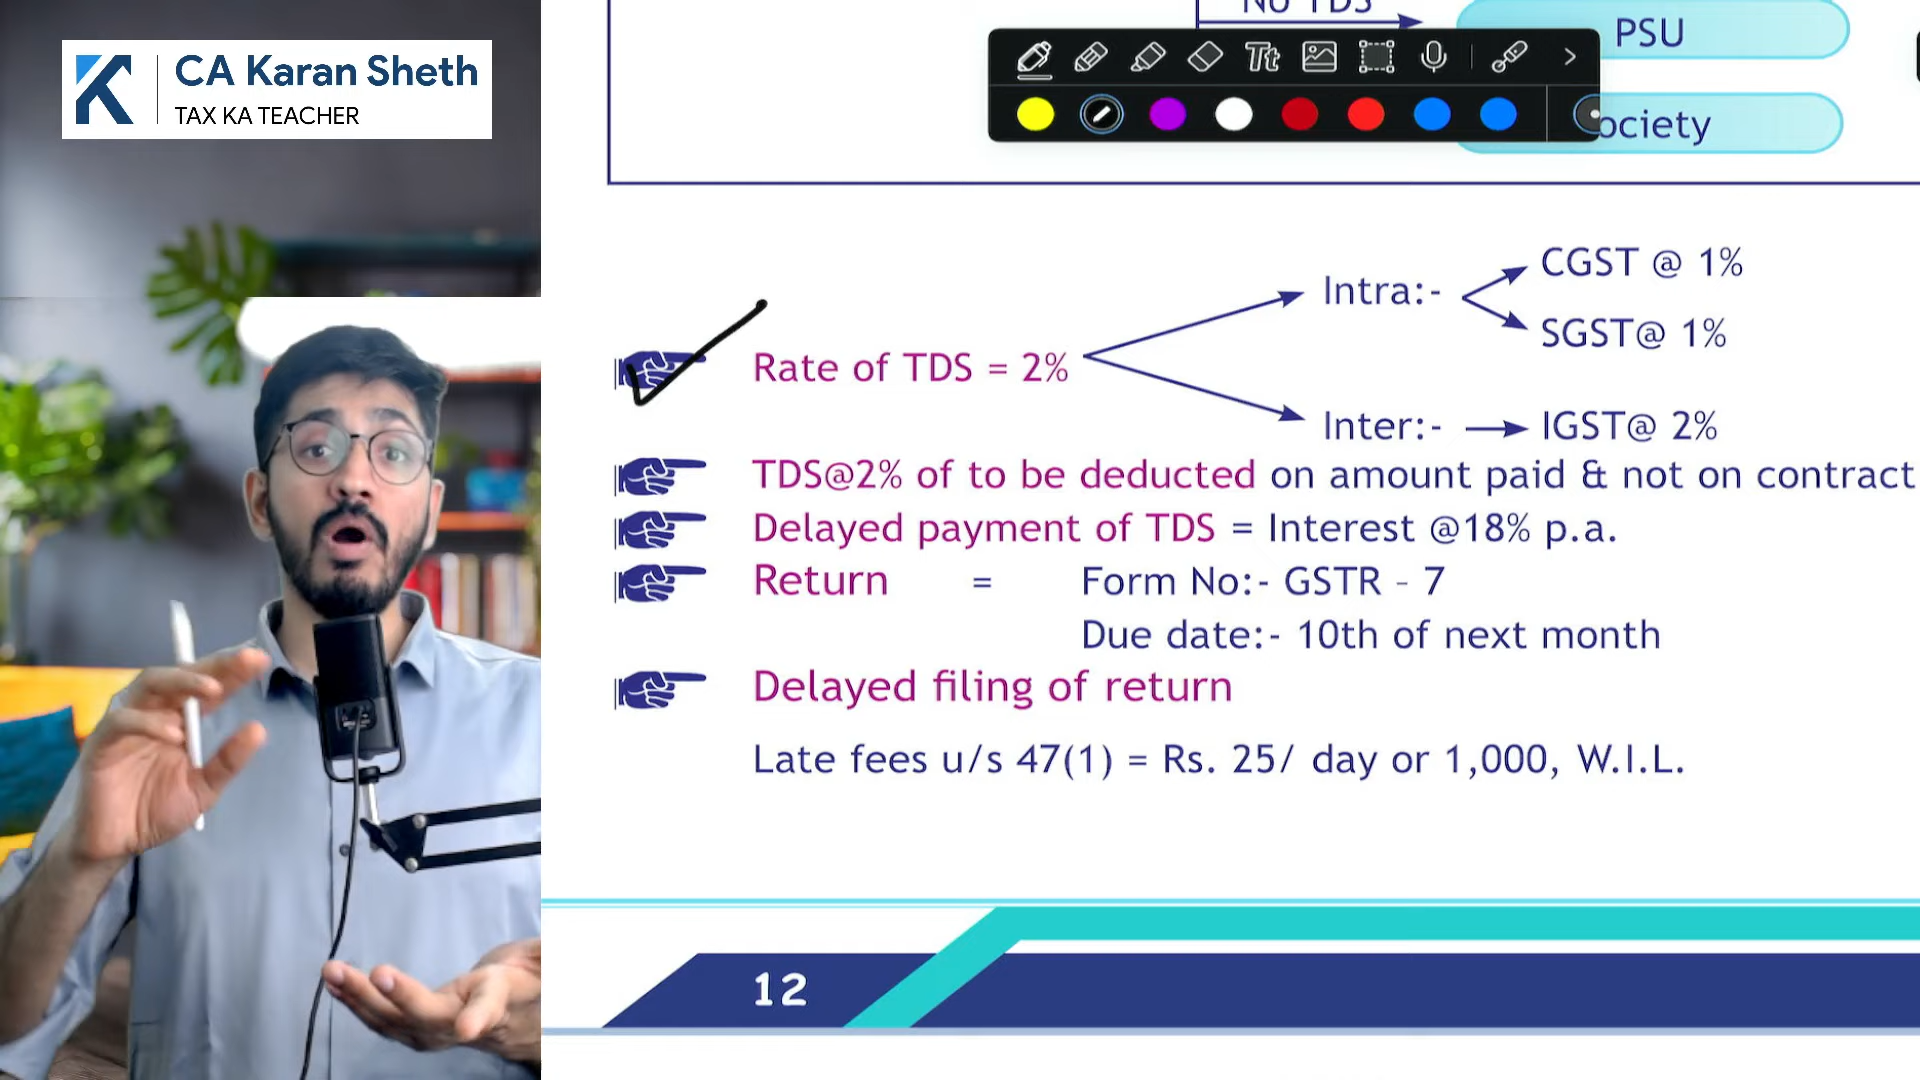 CA Karan Sheth
TAX KA TEACHER
No TDS
PSU
Tt
ociety
Rate of TDS = 2%
Intra:-
CGST @ 1%
SGST@ 1%
Inter:-
IGST@ 2%
TDS@2% of to be deducted on amount paid & not on contract
Delayed payment of TDS = Interest @18% p.a.
Return = Form No:- GSTR - 7
Due date:- 10th of next month
Delayed filing of return
Late fees u/s 47(1) = Rs. 25/ day or 1,000, W.I.L.
12